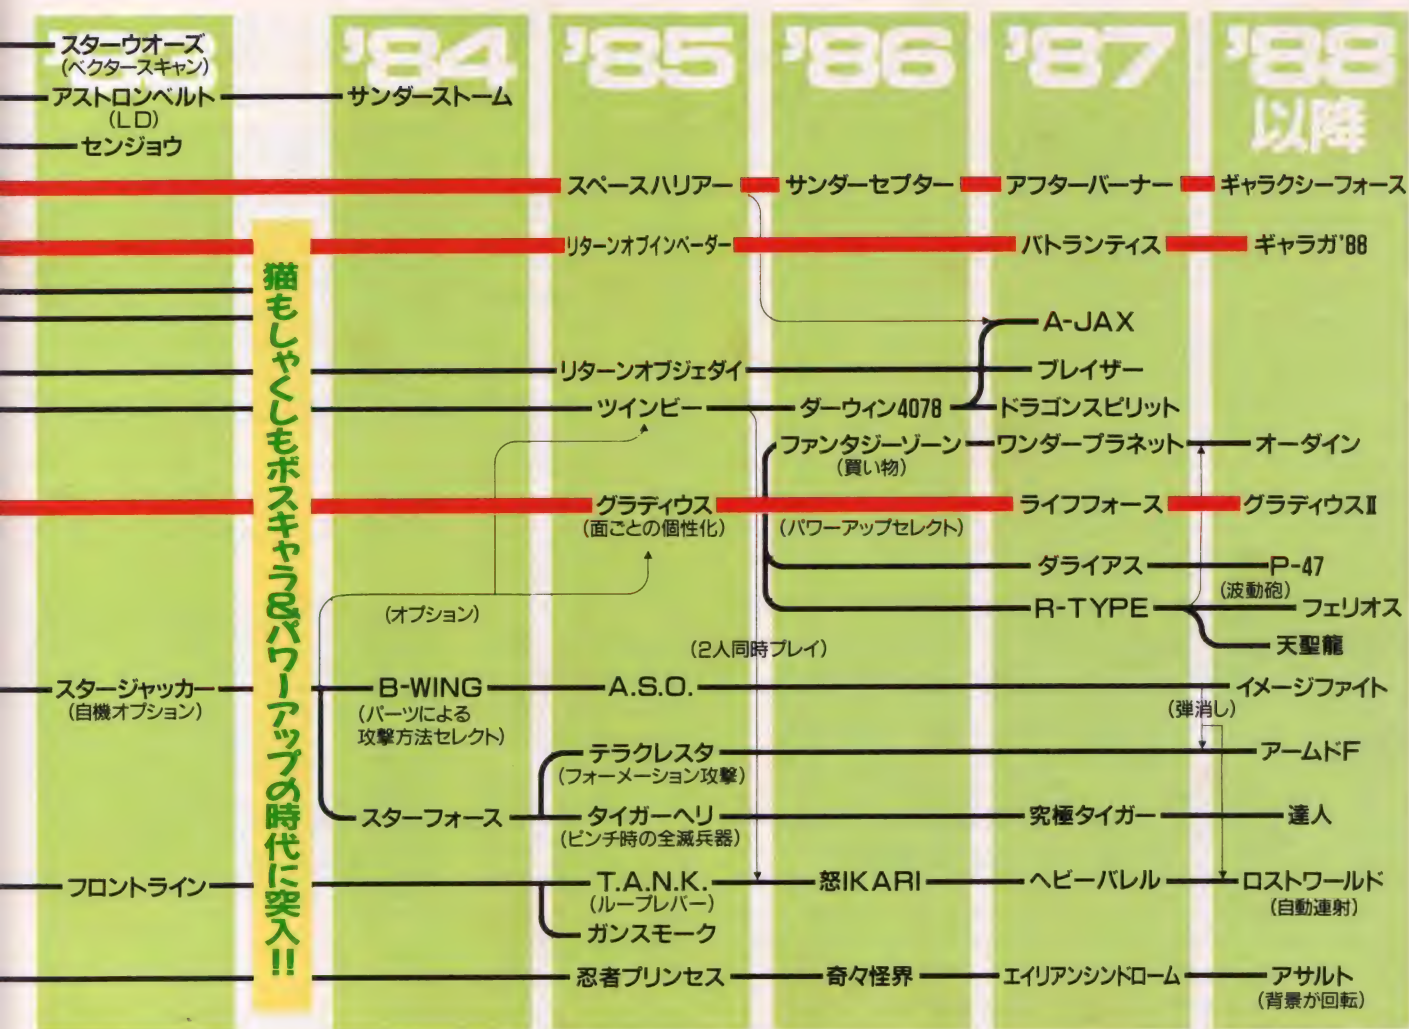 '84
'85
'86
'87
'88
以降
スターウオーズ
(ベクタースキャン)
アストロンベルト
サンダーストーム
(LD)
センジョウ
スペースハリアー
サンダーセプター
アフターバーナー
ギャラクシーフォース
リターンオブインベーダー
バトランティス
ギャラガ'88
猫もしゃくしもボスキャラ&パワーアップの時代に突入!!
A-JAX
リターンオブジェダイ
ブレイザー
ツインビー
ダーウィン4078
ドラゴンスピリット
ファンタジーゾーン
ワンダープラネット
オーダイン
(買い物)
グラディウス
ライフフォース
グラディウスⅡ
(面ごとの個性化)
(パワーアップセレクト)
ダライアス
P-47
(波動砲)
(オプション)
R-TYPE
フェリオス
天聖龍
(2人同時プレイ)
スタージャッカー
B-WING
A.S.O.
イメージファイト
(自機オプション)
(パーツによる
攻撃方法セレクト)
(弾消し)
テラクレスタ
アームドF
(フォーメーション攻撃)
スターフォース
タイガーヘリ
究極タイガー
達人
(ピンチ時の全滅兵器)
フロントライン
T.A.N.K.
怒IKARI
ヘビーバレル
ロストワールド
(ループレバー)
(自動連射)
ガンスモーク
忍者プリンセス
奇々怪界
エイリアンシンドローム
アサルト
(背景が回転)